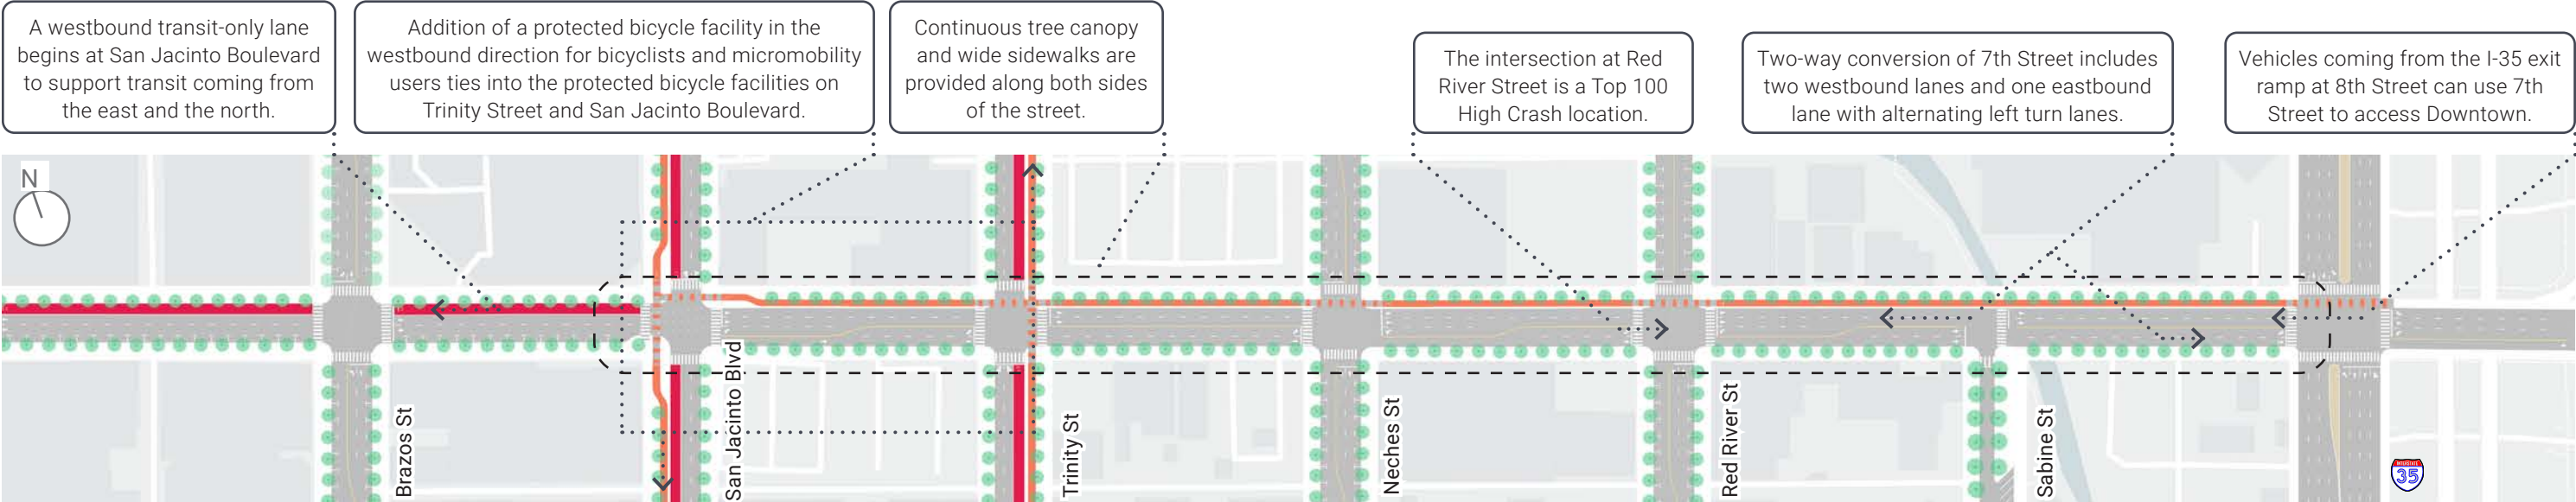 A westbound transit-only lane
begins at San Jacinto Boulevard
to support transit coming from
the east and the north.
Addition of a protected bicycle facility in the
westbound direction for bicyclists and micromobility
users ties into the protected bicycle facilities on
Trinity Street and San Jacinto Boulevard.
Continuous tree canopy
and wide sidewalks are
provided along both sides
of the street.
The intersection at Red
River Street is a Top 100
High Crash location.
Two-way conversion of 7th Street includes
two westbound lanes and one eastbound
lane with alternating left turn lanes.
Vehicles coming from the I-35 exit
ramp at 8th Street can use 7th
Street to access Downtown.
N
Brazos St
San Jacinto Blvd
Trinity St
Neches St
Red River St
Sabine St
INTERSTATE
35